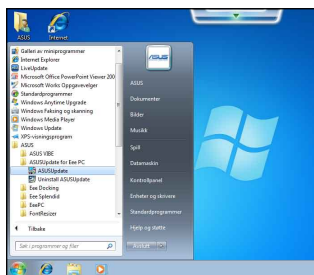 ASUS
Internet
Galleri av miniprogrammer
Internet Explorer
LiveUpdate
Microsoft Office PowerPoint Viewer 200
Microsoft Works Oppgavevelger
Standardprogrammer
Windows Anytime Upgrade
Windows Faksing og skanning
Windows Media Player
Windows Update
XPS-visningsprogram
ASUS
ASUS VIBE
ASUSUpdate for Eee PC
ASUSUpdate
Uninstall ASUSUpdate
Eee Docking
Eee Splendid
EeePC
FontResizer
Tilbake
Søk i programmer og filer
ASUS
ASUS
Dokumenter
Bilder
Musikk
Spill
Datamaskin
Kontrollpanel
Enheter og skrivere
Standardprogrammer
Hjelp og støtte
Avslutt